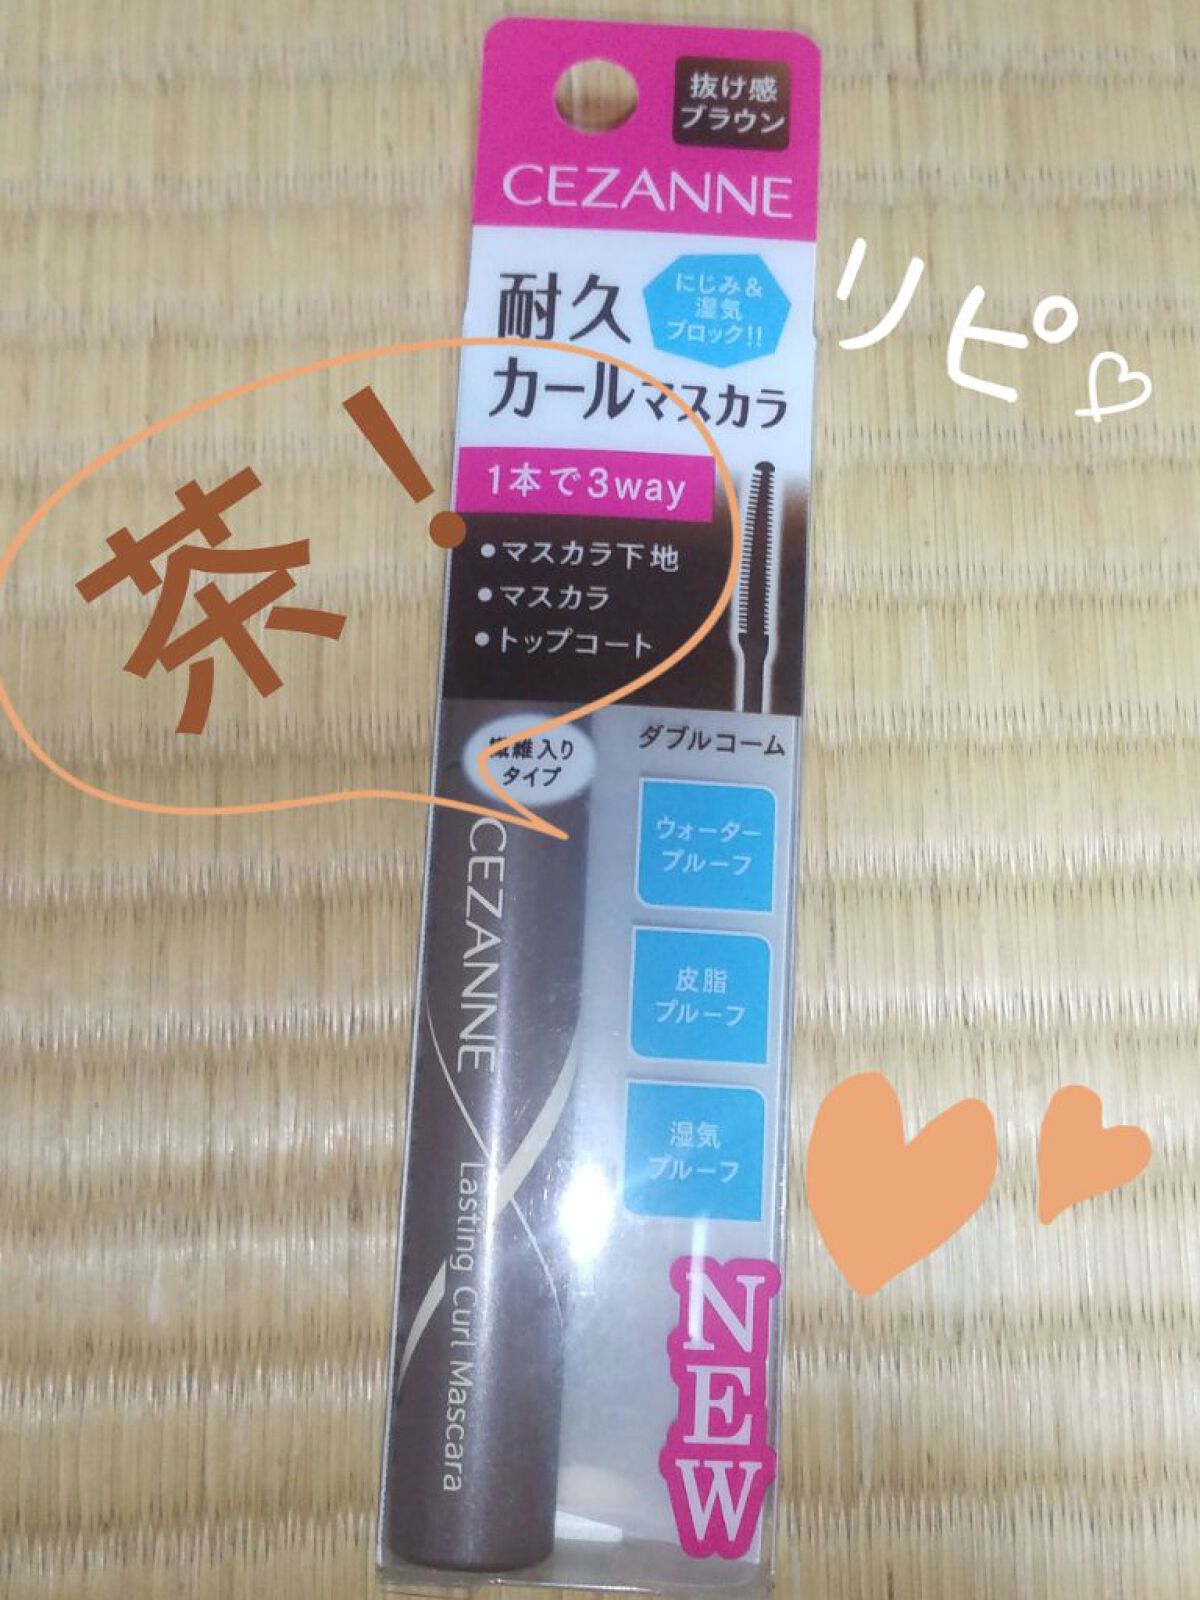 抜け感
ブラウン
CEZANNE
耐久
カールマスカラ
にじみ&
湿気
ブロック!!
リピ♡
茶!
1本で3way
•マスカラ下地
•マスカラ
•トップコート
ダブルコーム
繊維入り
タイプ
ウォーター
プルーフ
皮脂
プルーフ
湿気
プルーフ
CEZANNE
Lasting Curl Mascara
NEW